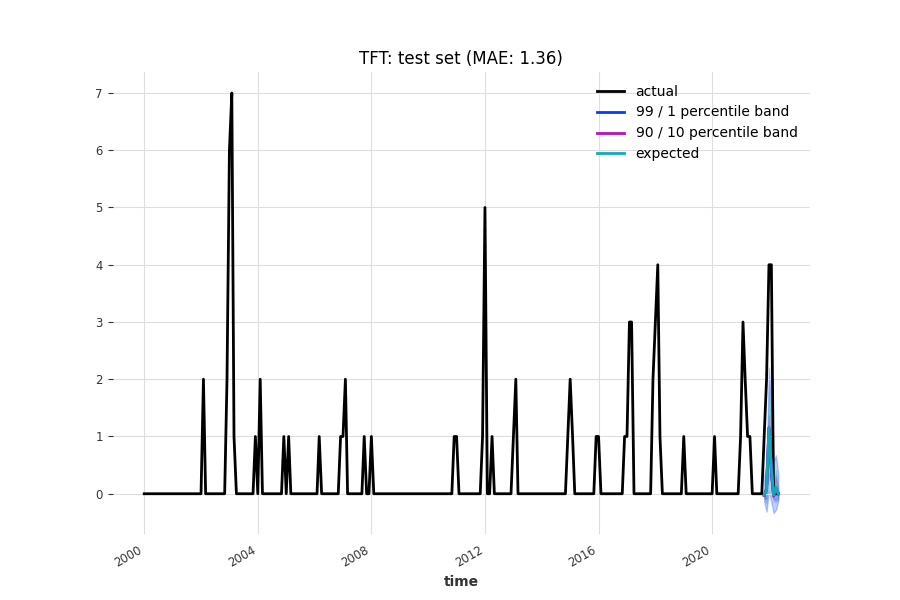 TFT: test set (MAE: 1.36)
actual
99 / 1 percentile band
90 / 10 percentile band
expected
7
6
5
4
3
2
1
0
2000
2004
2008
2012
2016
2020
time